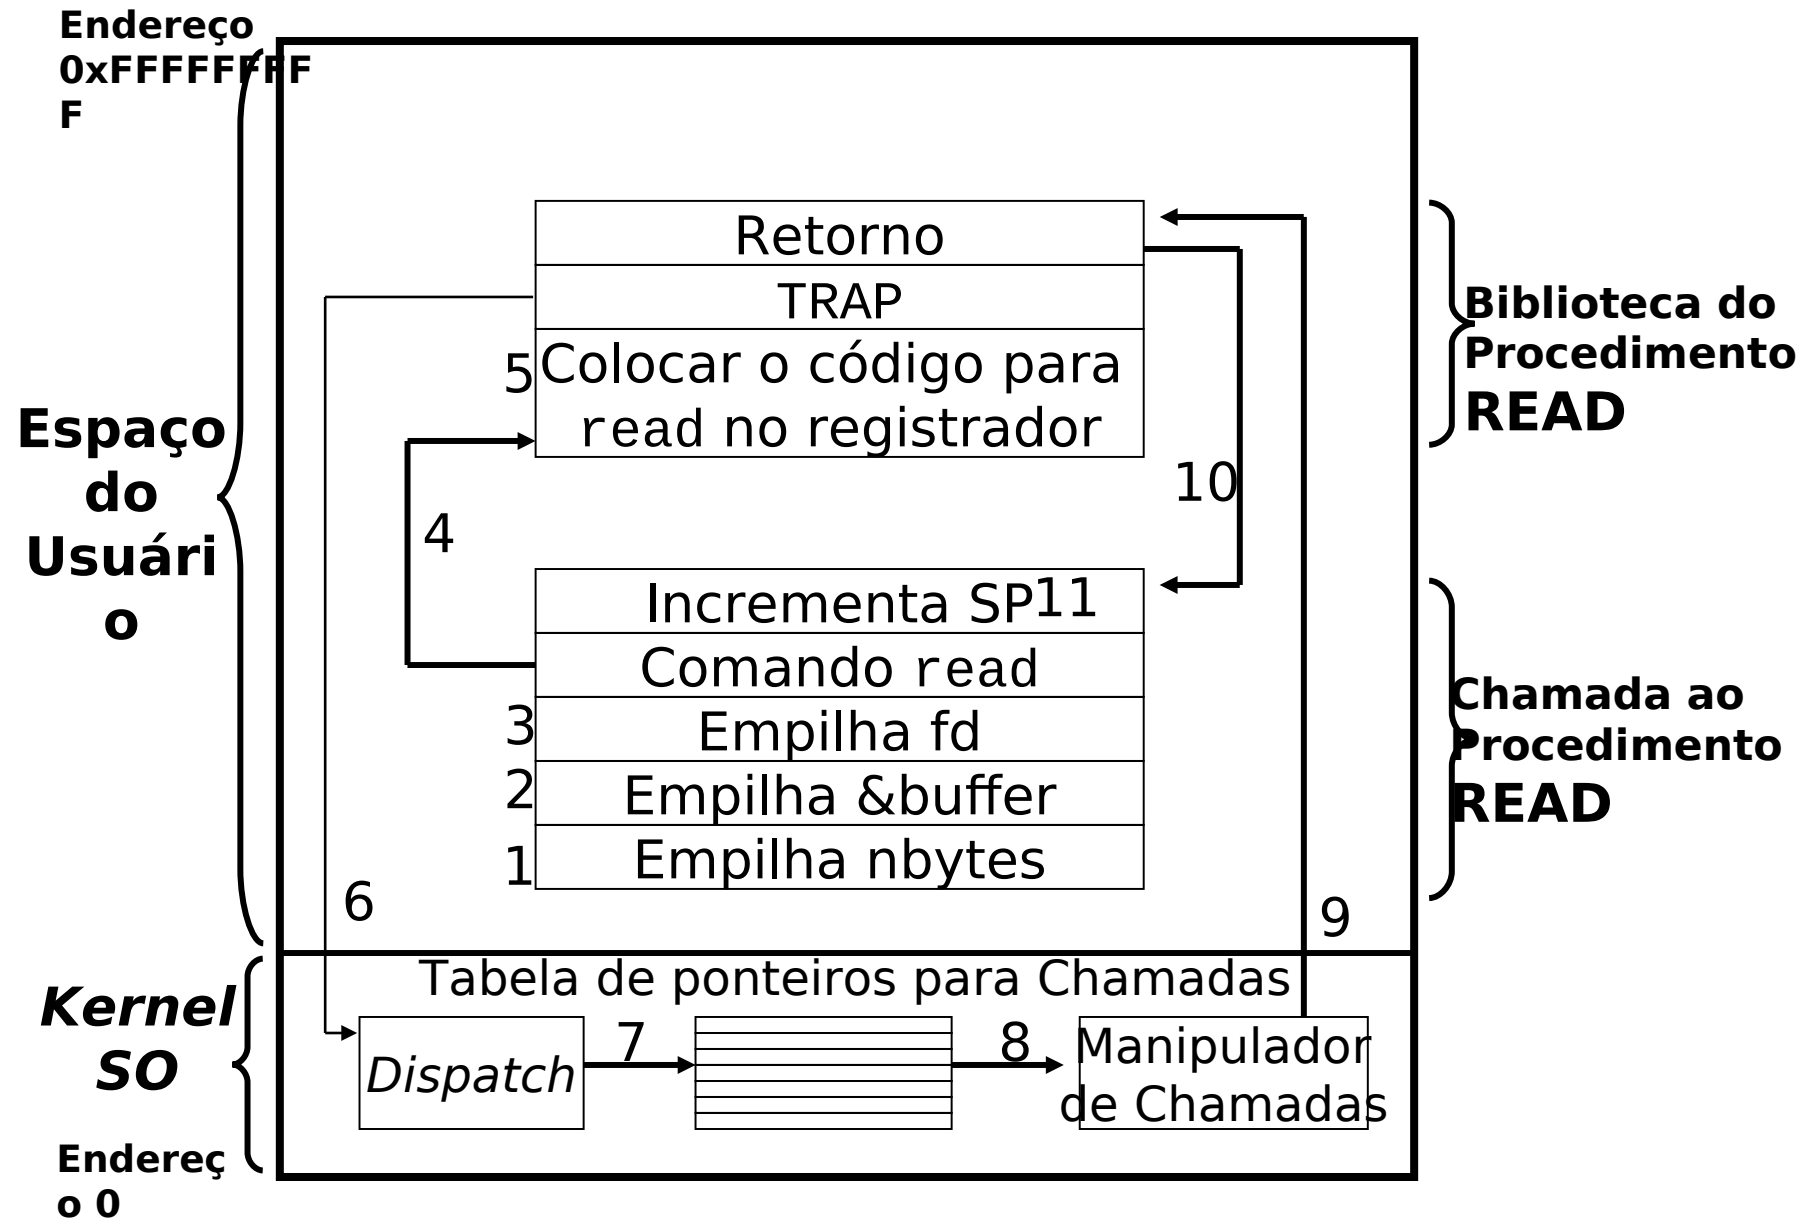 Endereço
0xFFFFFFFF
F
Retorno
TRAP
5
Colocar o código para
read no registrador
Biblioteca do
Procedimento
READ
Espaço
do
Usuári
o
4
10
Incrementa SP
11
Comando read
3
Empilha fd
2
Empilha &buffer
1
Empilha nbytes
Chamada ao
Procedimento
READ
6
9
Tabela de ponteiros para Chamadas
Kernel
SO
Dispatch
7
8
Manipulador
de Chamadas
Endereç
o 0